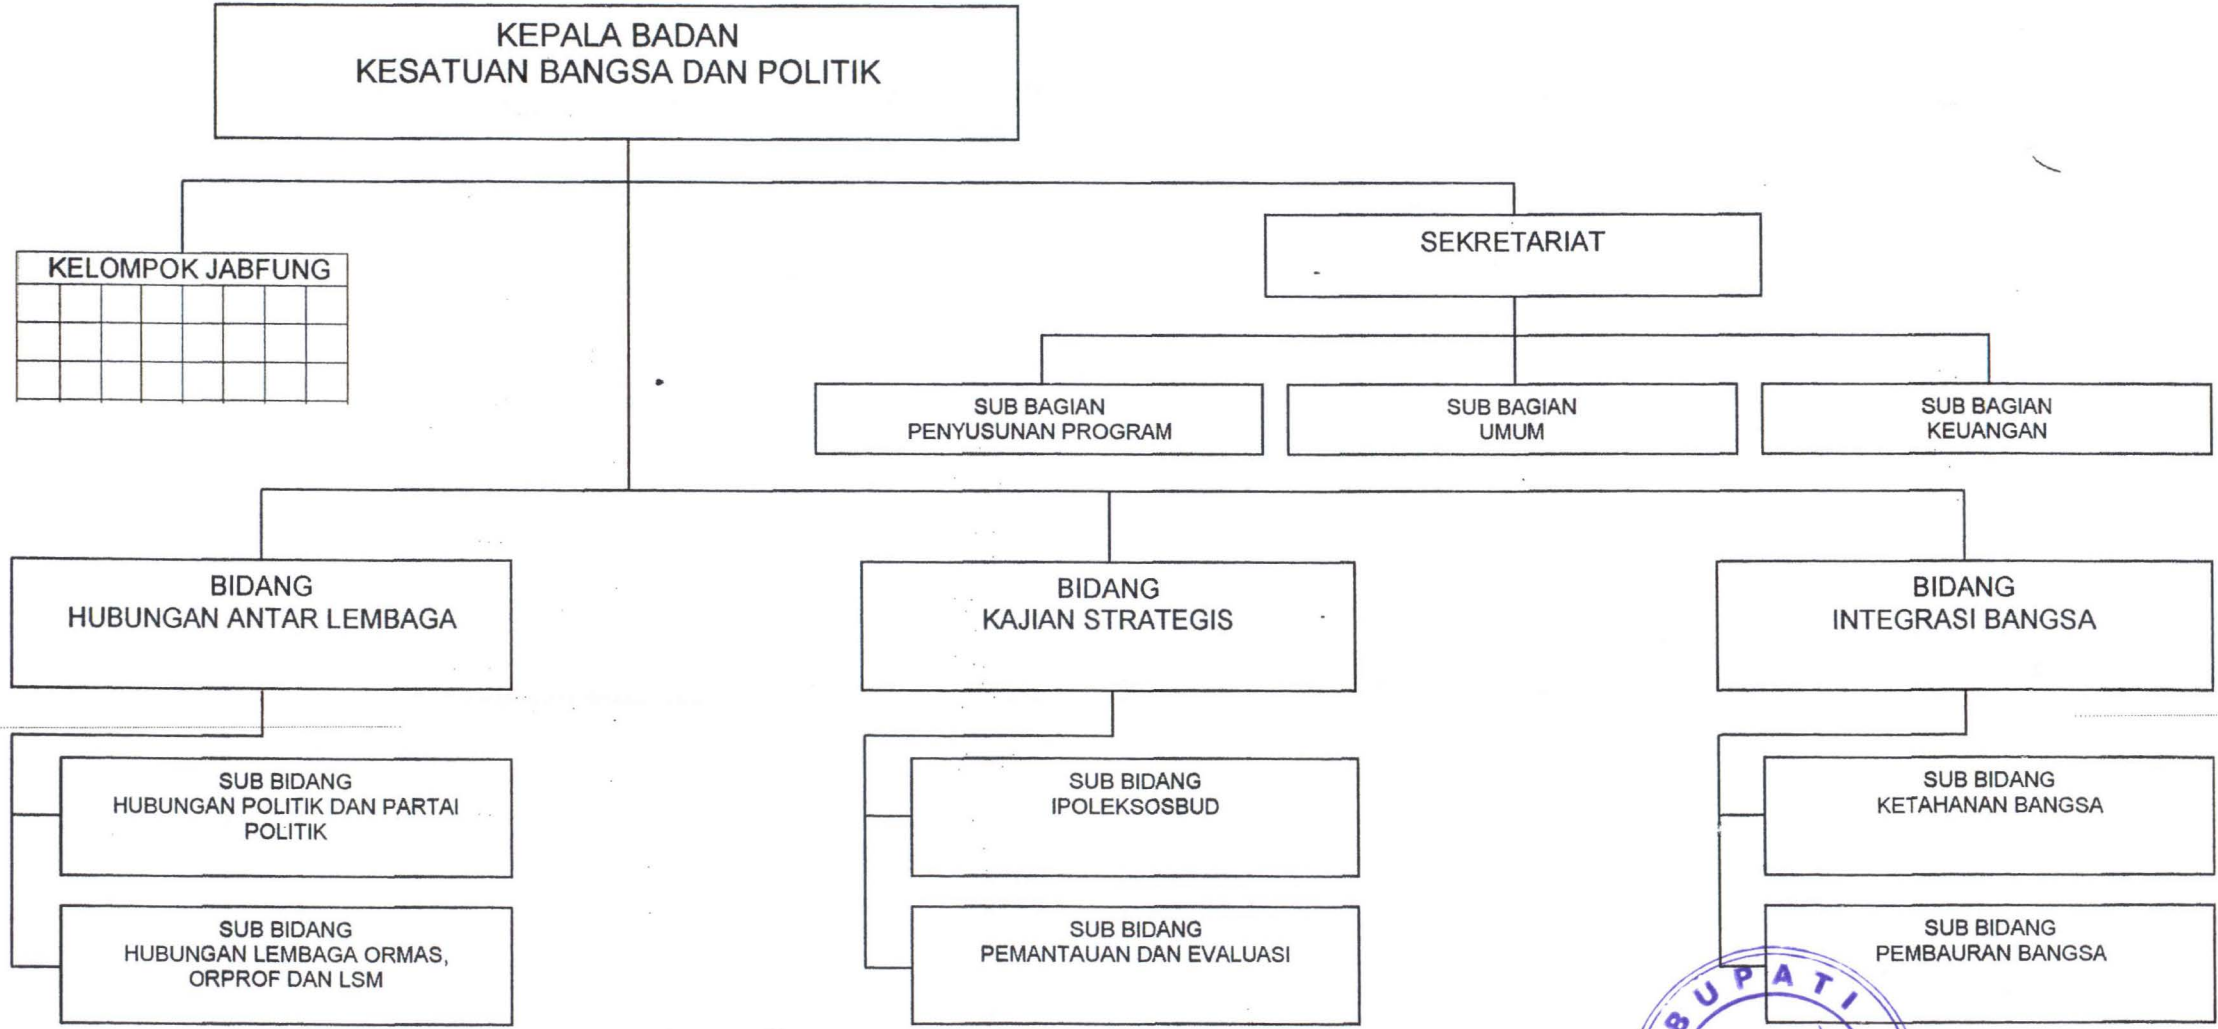 KEPALA BADAN
KESATUAN BANGSA DAN POLITIK
SEKRETARIAT
KELOMPOK JABFUNG
SUB BAGIAN
PENYUSUNAN PROGRAM
SUB BAGIAN
UMUM
SUB BAGIAN
KEUANGAN
BIDANG
HUBUNGAN ANTAR LEMBAGA
BIDANG
KAJIAN STRATEGIS
BIDANG
INTEGRASI BANGSA
SUB BIDANG
HUBUNGAN POLITIK DAN PARTAI
POLITIK
SUB BIDANG
IPOLEKSOSBUD
SUB BIDANG
KETAHANAN BANGSA
SUB BIDANG
HUBUNGAN LEMBAGA ORMAS,
ORPROF DAN LSM
SUB BIDANG
PEMANTAUAN DAN EVALUASI
SUB BIDANG
PEMBAURAN BANGSA
BUPATI